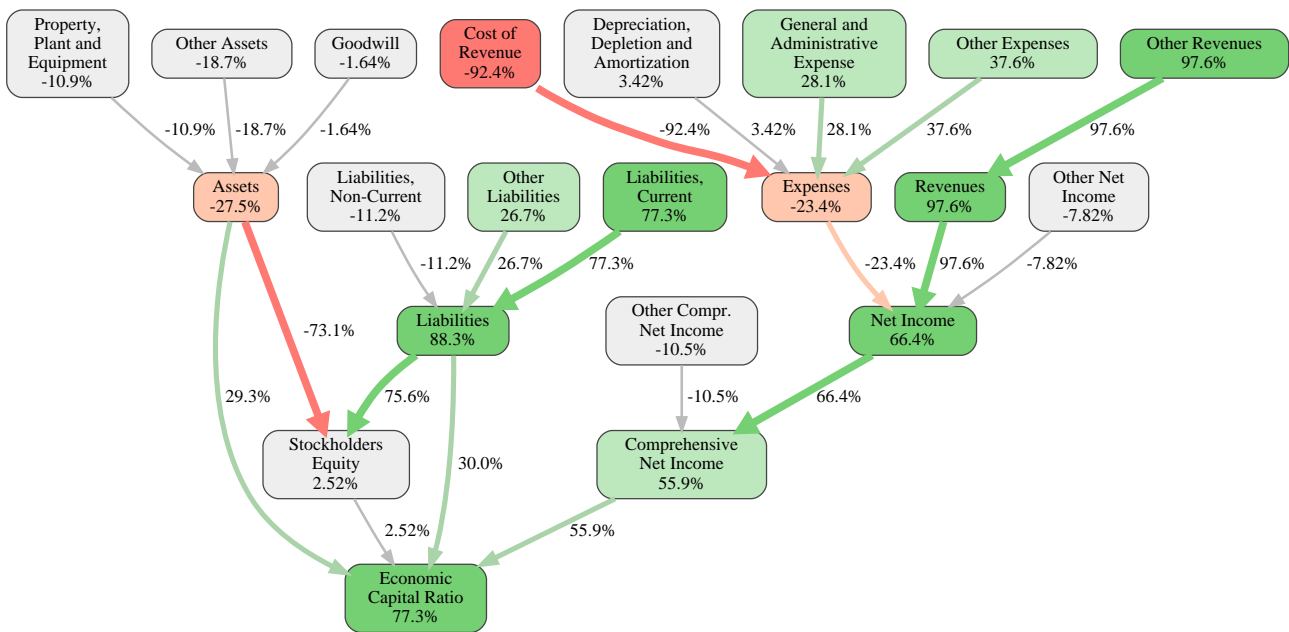 Property,
Plant and
Equipment
-10.9%
Other Assets
-18.7%
Goodwill
-1.64%
Cost of
Revenue
-92.4%
Depreciation,
Depletion and
Amortization
3.42%
General and
Administrative
Expense
28.1%
Other Expenses
37.6%
Other Revenues
97.6%
-10.9%
-18.7%
-1.64%
-92.4%
3.42%
28.1%
37.6%
97.6%
Assets
-27.5%
Liabilities,
Non-Current
-11.2%
Other
Liabilities
26.7%
Liabilities,
Current
77.3%
Expenses
-23.4%
Revenues
97.6%
Other Net
Income
-7.82%
-11.2%
26.7%
77.3%
-23.4%
97.6%
-7.82%
-73.1%
Liabilities
88.3%
Other Compr.
Net Income
-10.5%
Net Income
66.4%
29.3%
75.6%
-10.5%
66.4%
Stockholders
Equity
2.52%
30.0%
Comprehensive
Net Income
55.9%
2.52%
55.9%
Economic
Capital Ratio
77.3%